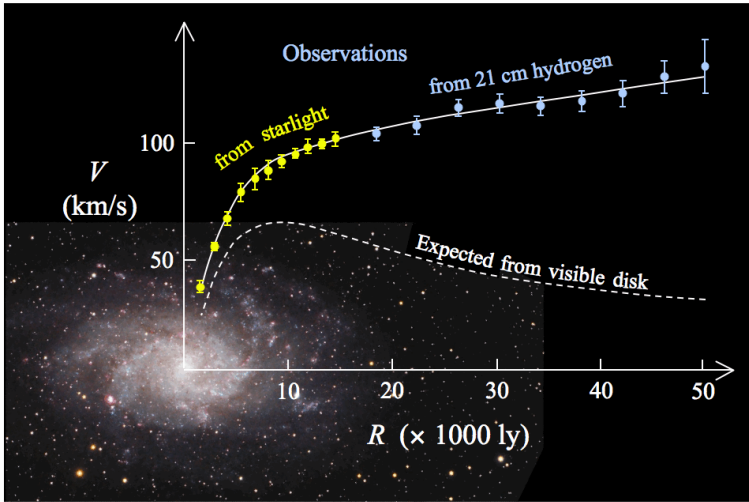 Observations
from 21 cm hydrogen
from starlight
100
V
(km/s)
50
Expected from visible disk
10
20
30
40
50
R (× 1000 ly)